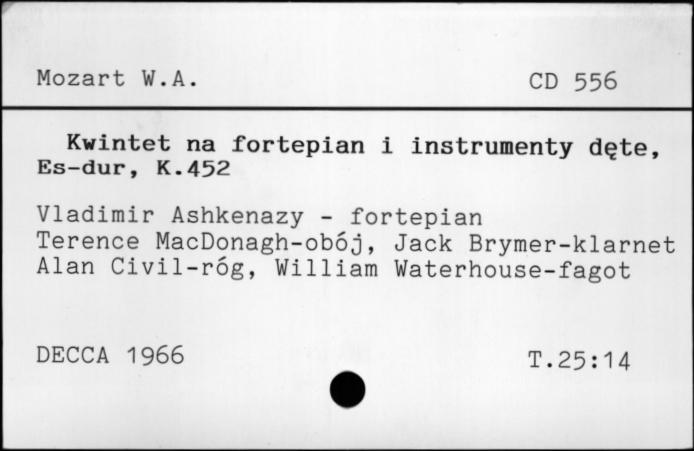 Mozart W.A.
CD 556
Kwintet na fortepian i instrumenty dęte,
Es-dur, K.452
Vladimir Ashkenazy - fortepian
Terence MacDonagh-obój, Jack Brymer-klarnet
Alan Civil-róg, William Waterhouse-fagot
DECCA 1966
T.25:14